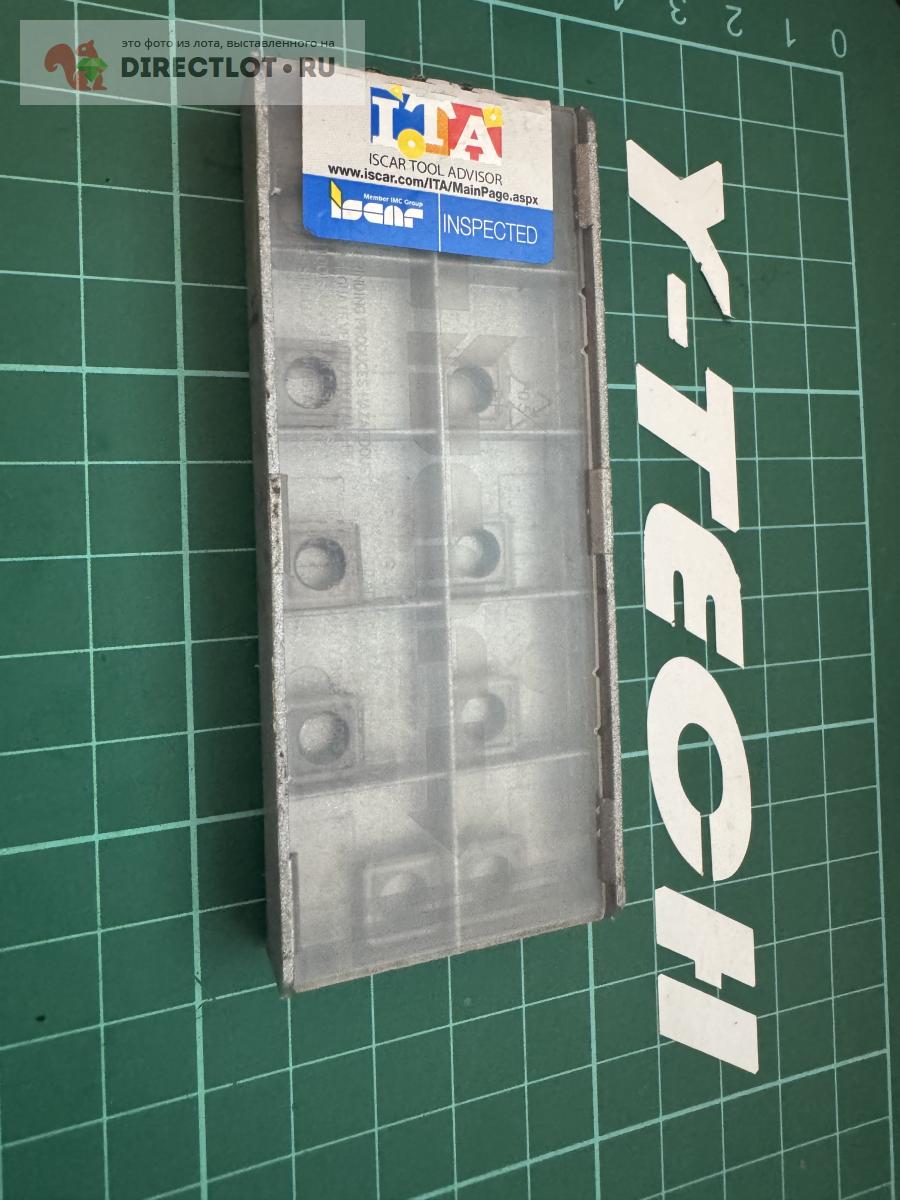 это фото из лота, выставленного на
DIRECTLOT.RU
ITA
ISCAR TOOL ADVISOR
www.iscar.com/ITA/MainPage.aspx
Member IMC Group
iscar
INSPECTED
Y-TECH
0 1 2 3 4